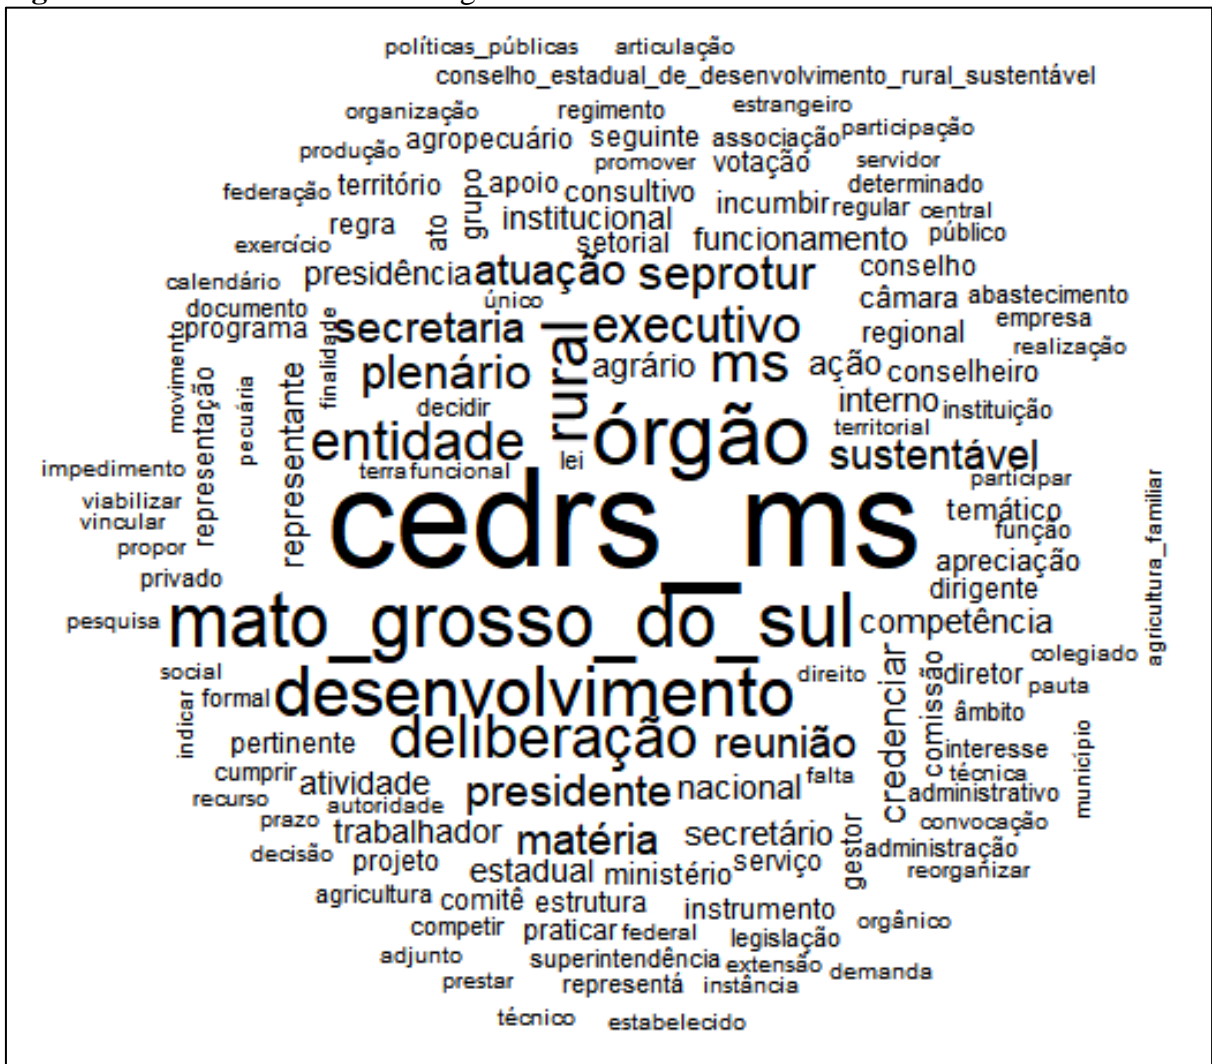 políticas_públicas articulação
conselho_estadual_de_desenvolvimento_rural_sustentável
organização regimento estrangeiro
produção agropecuário seguinte associação participação
promover votação servidor
federação território grupo apoio consultivo incumbir determinado
regra ato institucional regular central
exercício setorial funcionamento público
calendário presidência atuação seprotur conselho
documento único câmara abastecimento
movimento programa finalidade secretaria rural executivo regional empresa
realização
representação pecuária representante plenário agrário ms ação conselheiro
decidir interno instituição
entidade órgão territorial
lei sustentável
impedimento terra funcional participar
viabilizar cedrs_ms temático agricultura_familiar
vincular função
propor apreciação
privado dirigente
pesquisa mato_grosso_do_sul competência
social direito credenciar comissão colegiado
indicar formal desenvolvimento diretor pauta
âmbito
pertinente deliberação reunião interesse município
cumprir atividade nacional falta técnica
recurso autoridade presidente administrativo
prazo trabalhador matéria secretário convocação
decisão projeto serviço gestor administração
estadual ministério reorganizar
agricultura comitê estrutura instrumento orgânico
competir praticar federal legislação
adjunto superintendência extensão demanda
prestar representá instância
técnico estabelecido